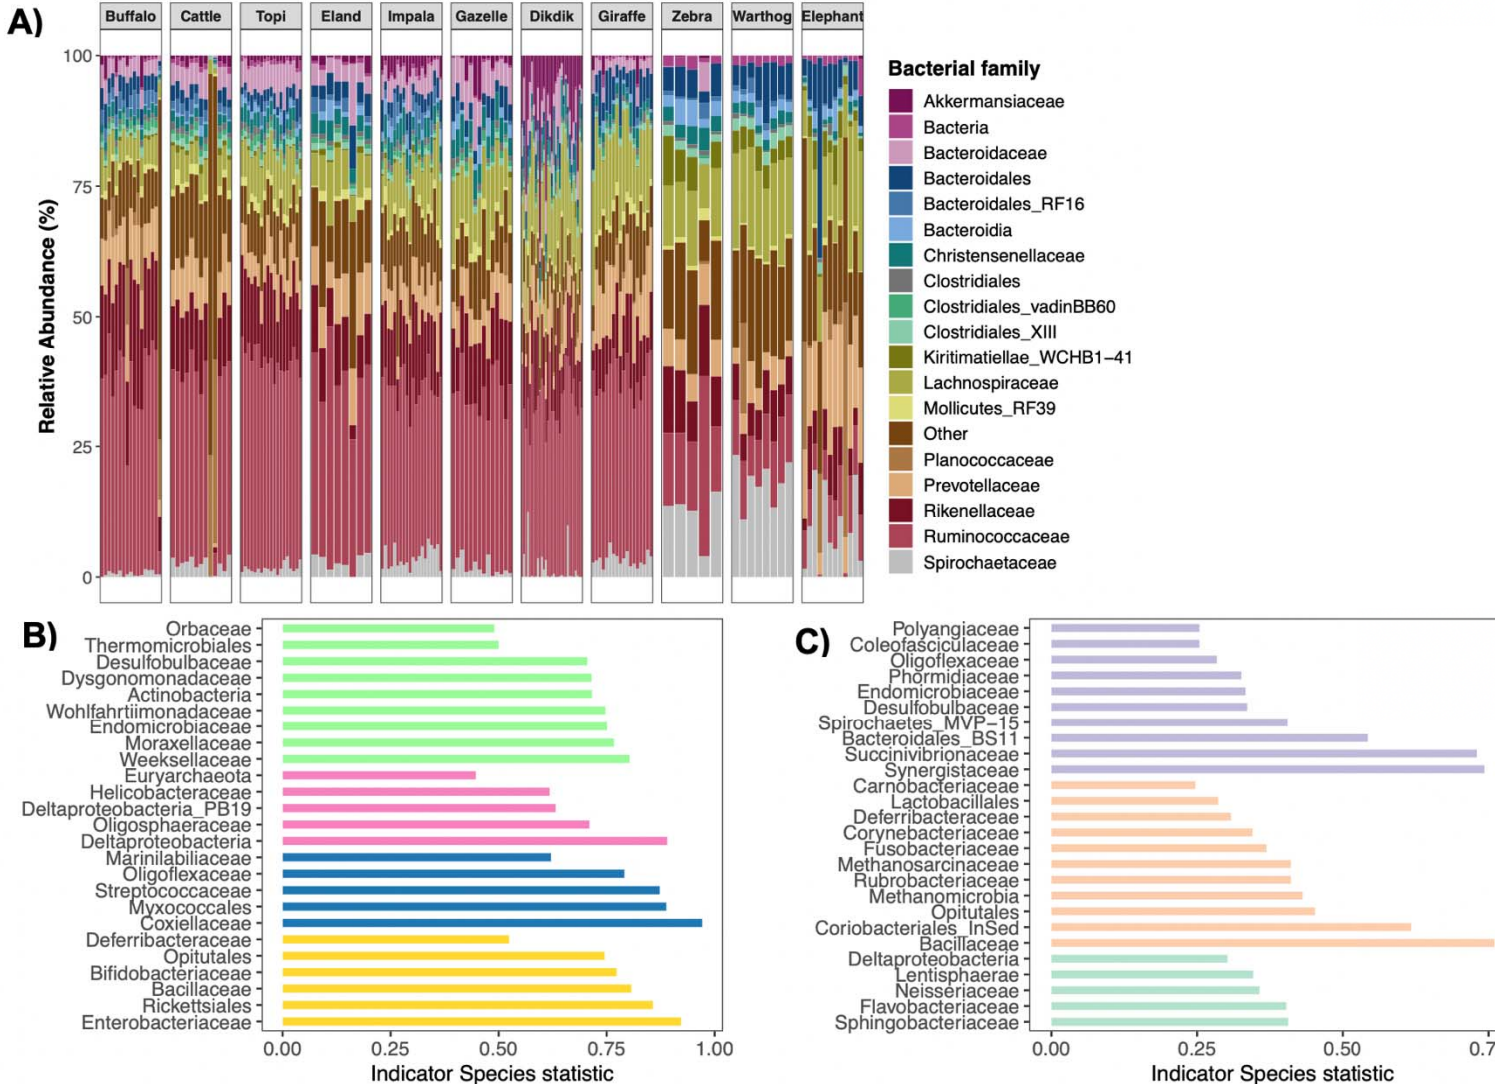 A)
Buffalo Cattle Topi Eland Impala Gazelle Dikdik Giraffe Zebra Warthog Elephant
Relative Abundance (%)
100
75
50
25
0
Bacterial family
Akkermansiaceae
Bacteria
Bacteroidaceae
Bacteroidales
Bacteroidales_RF16
Bacteroidia
Christensenellaceae
Clostridiales
Clostridiales_vadinBB60
Clostridiales_XIII
Kiritimatiellae_WCHB1−41
Lachnospiraceae
Mollicutes_RF39
Other
Planococcaceae
Prevotellaceae
Rikenellaceae
Ruminococcaceae
Spirochaetaceae
B)
Orbaceae
Thermomicrobiales
Desulfobulbaceae
Dysgonomonadaceae
Actinobacteria
Wohlfahrtiimonadaceae
Endomicrobiaceae
Moraxellaceae
Weeksellaceae
Euryarchaeota
Helicobacteraceae
Deltaproteobacteria_PB19
Oligosphaeraceae
Deltaproteobacteria
Marinilabiliaceae
Oligoflexaceae
Streptococcaceae
Myxococcales
Coxiellaceae
Deferribacteraceae
Opitutales
Bifidobacteriaceae
Bacillaceae
Rickettsiales
Enterobacteriaceae
0.00 0.25 0.50 0.75 1.00
Indicator Species statistic
C)
Polyangiaceae
Coleofasciculaceae
Oligoflexaceae
Phormidiaceae
Endomicrobiaceae
Desulfobulbaceae
Spirochaetes_MVP−15
Bacteroidales_BS11
Succinivibrionaceae
Synergistaceae
Carnobacteriaceae
Lactobacillales
Deferribacteraceae
Corynebacteriaceae
Fusobacteriaceae
Methanosarcinaceae
Rubrobacteriaceae
Methanomicrobia
Opitutales
Coriobacteriales_InSed
Bacillaceae
Deltaproteobacteria
Lentisphaerae
Neisseriaceae
Flavobacteriaceae
Sphingobacteriaceae
0.00 0.25 0.50 0.7
Indicator Species statistic